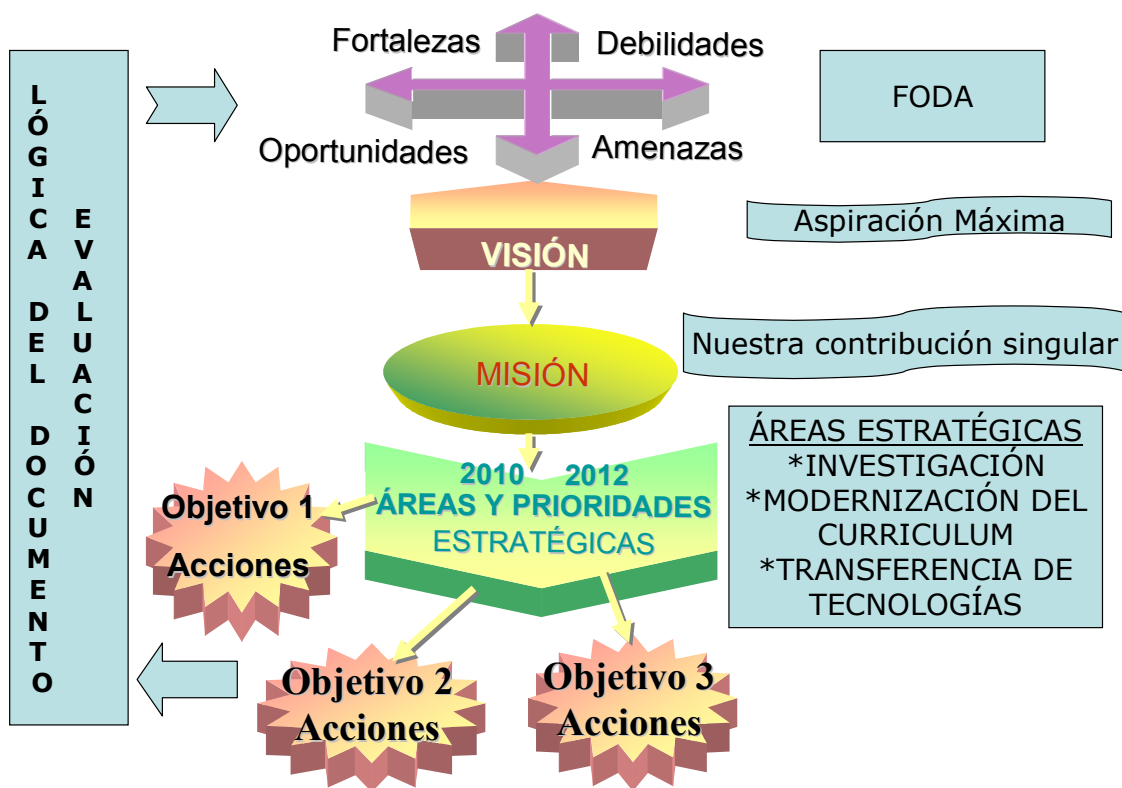 LÓGICA DEL DOCUMENTO
EVALUACIÓN
Fortalezas
Debilidades
Oportunidades
Amenazas
FODA
VISIÓN
Aspiración Máxima
MISIÓN
Nuestra contribución singular
2010 2012
ÁREAS Y PRIORIDADES
ESTRATÉGICAS
ÁREAS ESTRATÉGICAS
*INVESTIGACIÓN
*MODERNIZACIÓN DEL
CURRICULUM
*TRANSFERENCIA DE
TECNOLOGÍAS
Objetivo 1
Acciones
Objetivo 2
Acciones
Objetivo 3
Acciones